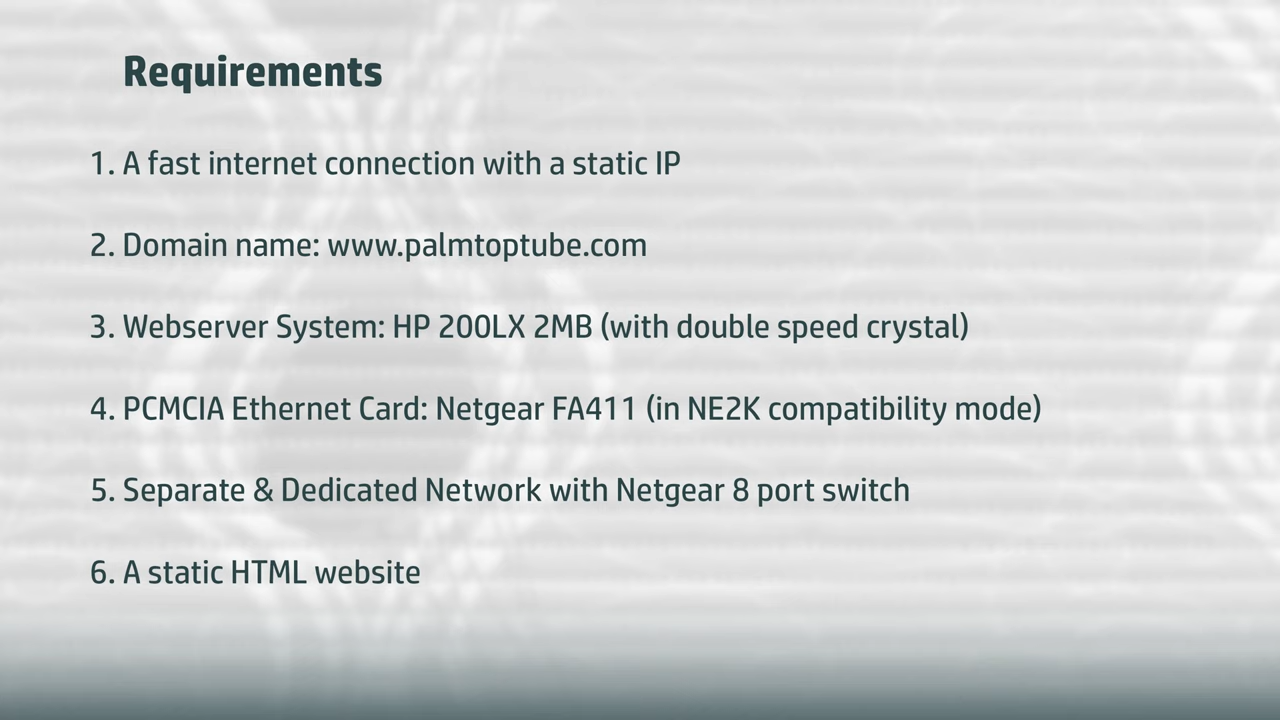 Requirements
1. A fast internet connection with a static IP
2. Domain name: www.palmtoptube.com
3. Webserver System: HP 200LX 2MB (with double speed crystal)
4. PCMCIA Ethernet Card: Netgear FA411 (in NE2K compatibility mode)
5. Separate & Dedicated Network with Netgear 8 port switch
6. A static HTML website